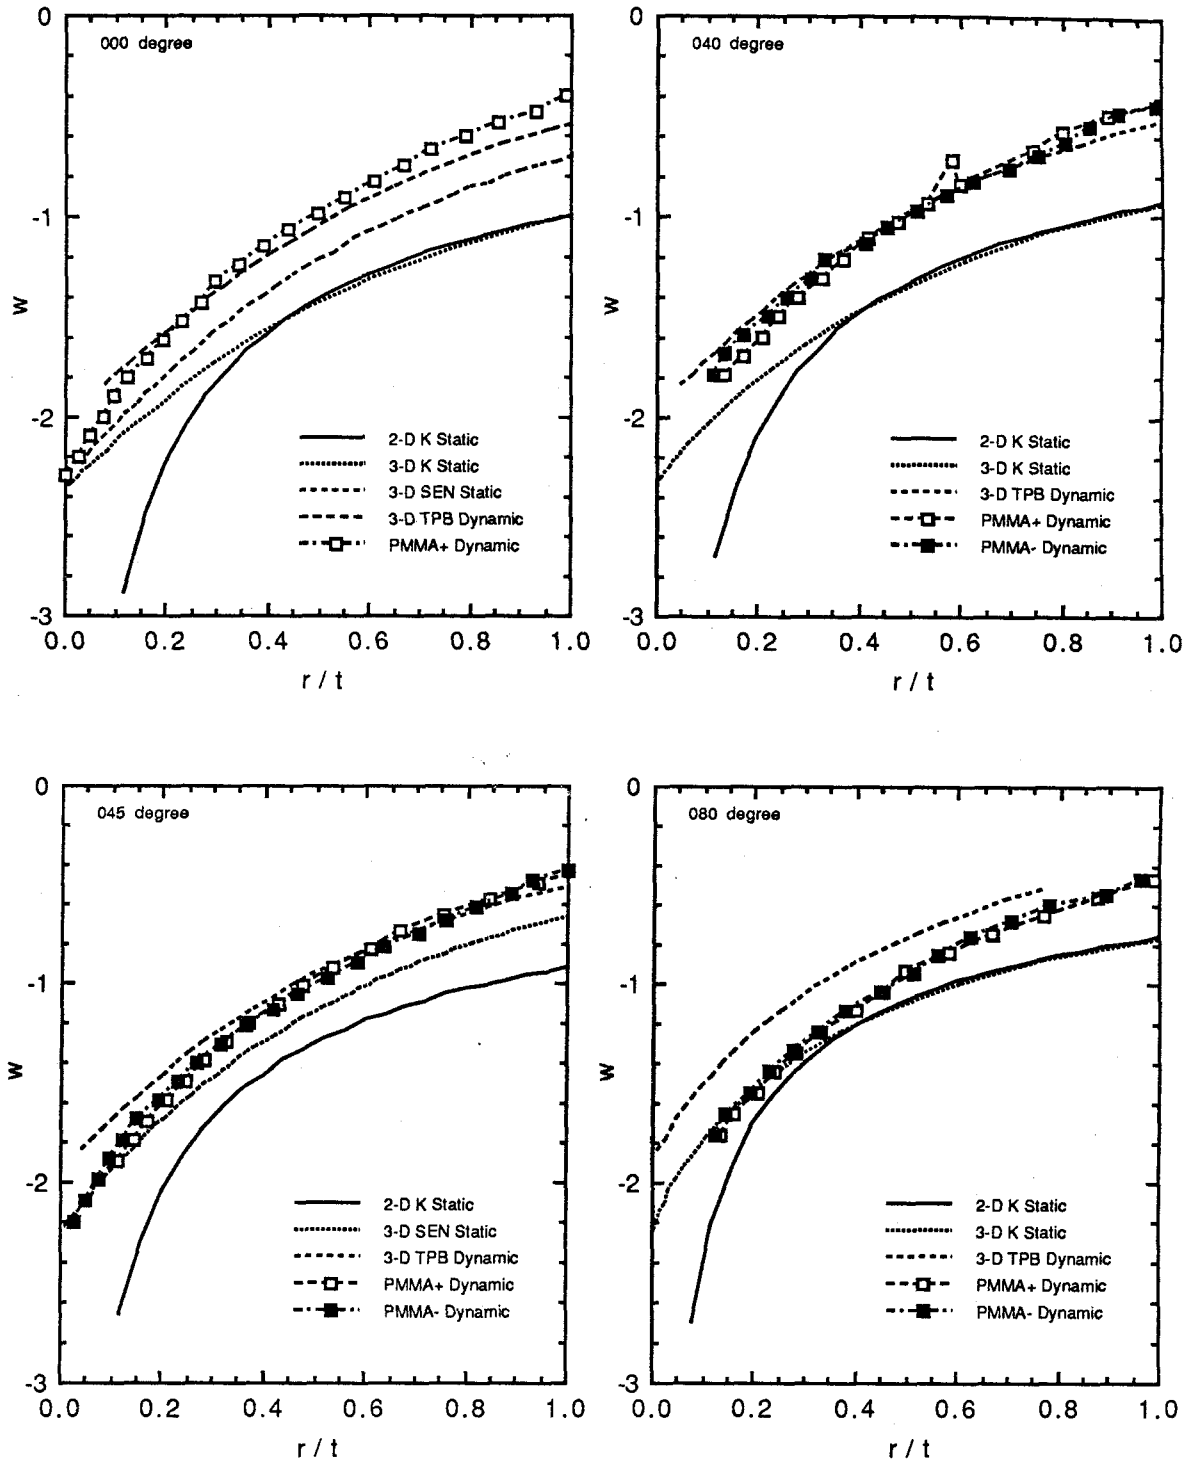 000 degree
0
-1
-2
-3
w
2-D K Static
3-D K Static
3-D SEN Static
3-D TPB Dynamic
PMMA+ Dynamic
0.0 0.2 0.4 0.6 0.8 1.0
r / t
040 degree
0
-1
-2
-3
w
2-D K Static
3-D K Static
3-D TPB Dynamic
PMMA+ Dynamic
PMMA- Dynamic
0.0 0.2 0.4 0.6 0.8 1.0
r / t
045 degree
0
-1
-2
-3
w
2-D K Static
3-D SEN Static
3-D TPB Dynamic
PMMA+ Dynamic
PMMA- Dynamic
0.0 0.2 0.4 0.6 0.8 1.0
r / t
080 degree
0
-1
-2
-3
w
2-D K Static
3-D K Static
3-D TPB Dynamic
PMMA+ Dynamic
PMMA- Dynamic
0.0 0.2 0.4 0.6 0.8 1.0
r / t